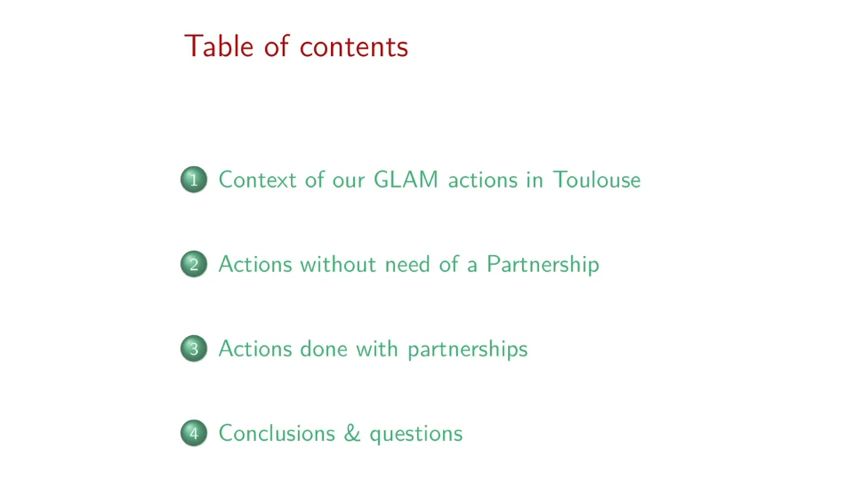 Table of contents
1 Context of our GLAM actions in Toulouse
2 Actions without need of a Partnership
3 Actions done with partnerships
4 Conclusions & questions